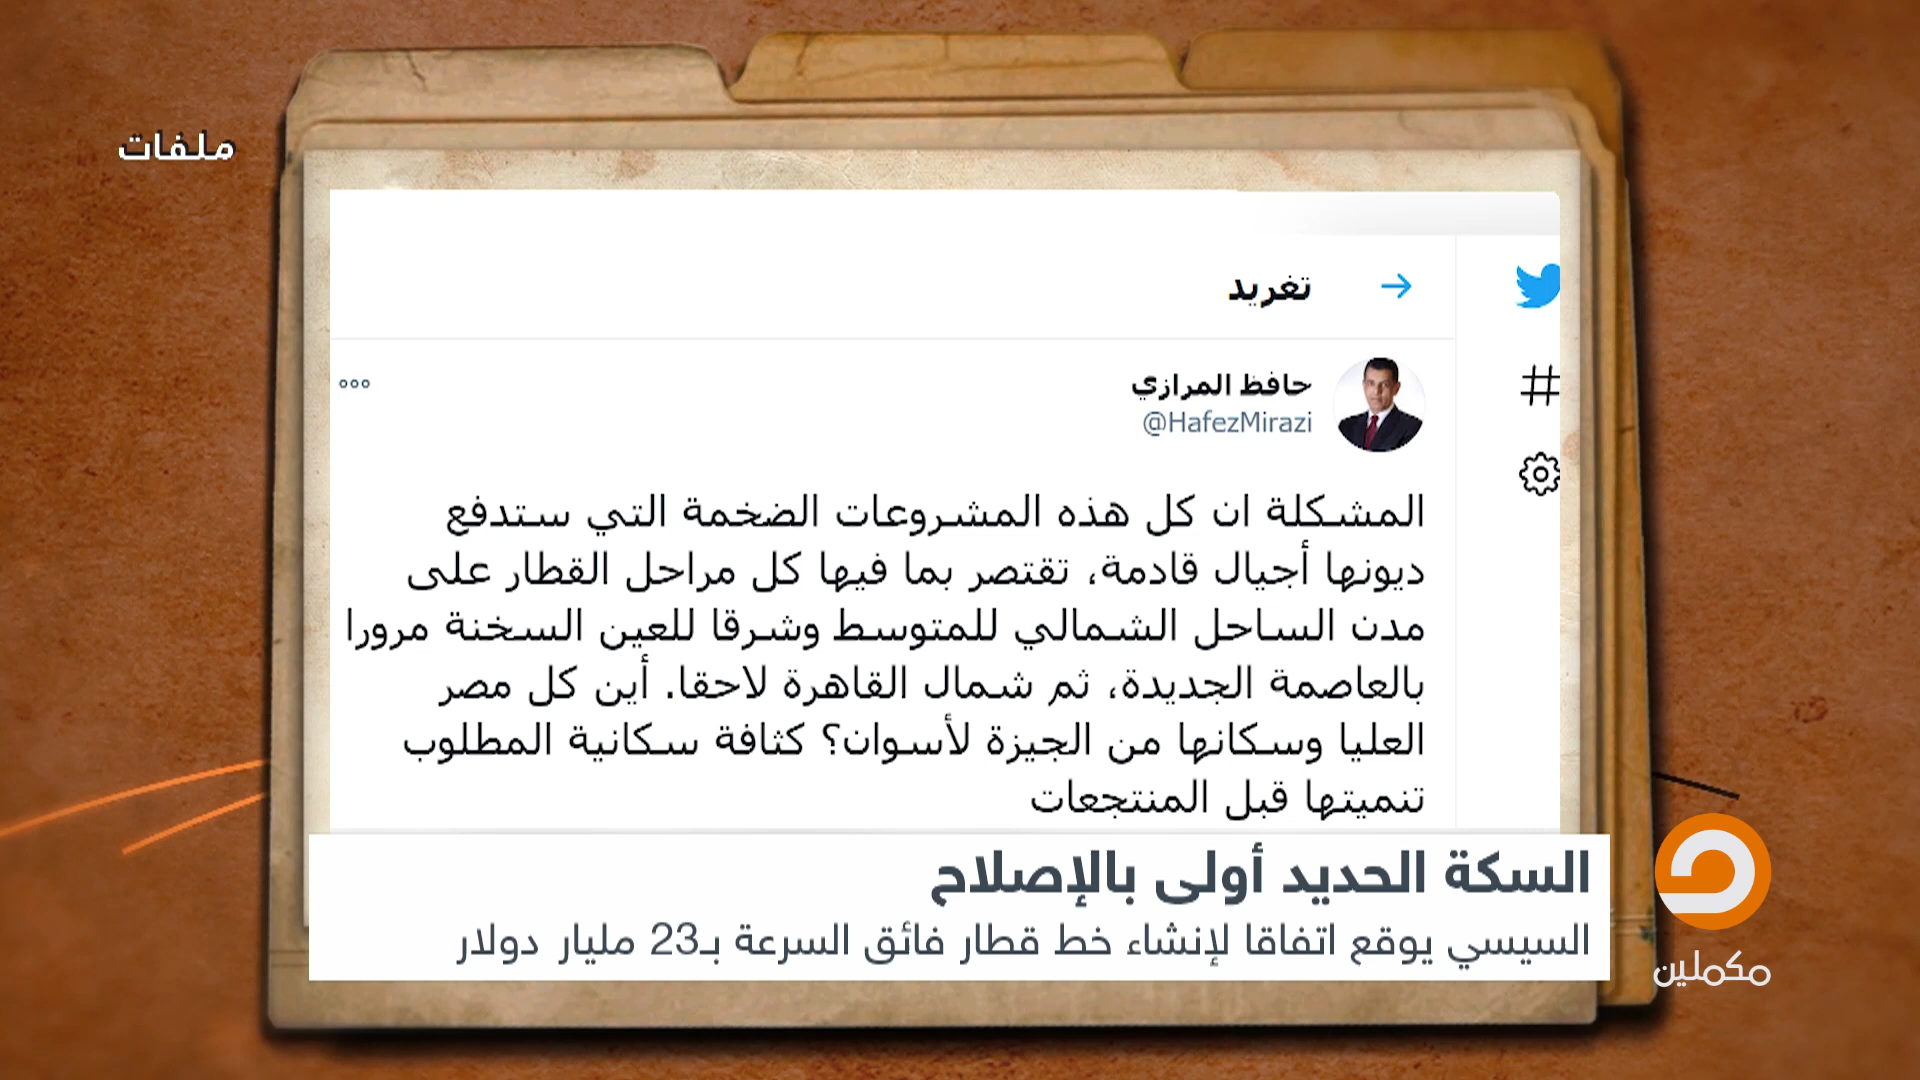 ملفات
تغريد
حافظ المرازي
@HafezMirazi
المشكلة ان كل هذه المشروعات الضخمة التي ستدفع
ديونها أجيال قادمة، تقتصر بما فيها كل مراحل القطار على
مدن الساحل الشمالي للمتوسط وشرقا للعين السخنة مرورا
بالعاصمة الجديدة، ثم شمال القاهرة لاحقا. أين كل مصر
العليا وسكانها من الجيزة لأسوان؟ كثافة سكانية المطلوب
تنميتها قبل المنتجعات
السكة الحديد أولى بالإصلاح
السيسي يوقع اتفاقا لإنشاء خط قطار فائق السرعة بـ23 مليار دولار
مكملين